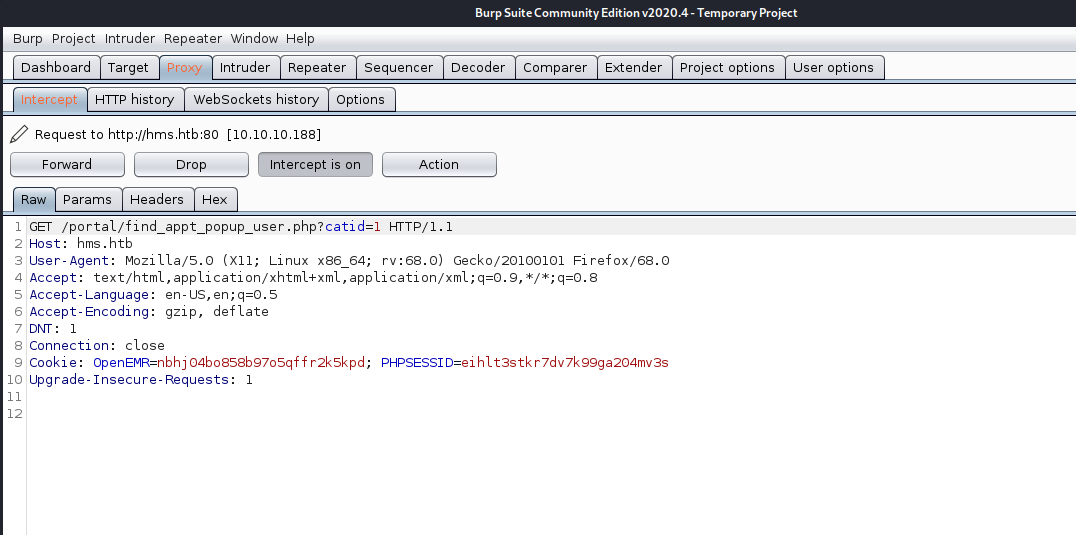 Burp Suite Community Edition v2020.4 - Temporary Project
Burp Project Intruder Repeater Window Help
Dashboard Target Proxy Intruder Repeater Sequencer Decoder Comparer Extender Project options User options
Intercept HTTP history WebSockets history Options
Request to http://hms.htb:80 [10.10.10.188]
Forward Drop Intercept is on Action
Raw Params Headers Hex
1 GET /portal/find_appt_popup_user.php?catid=1 HTTP/1.1
2 Host: hms.htb
3 User-Agent: Mozilla/5.0 (X11; Linux x86_64; rv:68.0) Gecko/20100101 Firefox/68.0
4 Accept: text/html,application/xhtml+xml,application/xml;q=0.9,*/*;q=0.8
5 Accept-Language: en-US,en;q=0.5
6 Accept-Encoding: gzip, deflate
7 DNT: 1
8 Connection: close
9 Cookie: OpenEMR=nbhj04bo858b97o5qffr2k5kpd; PHPSESSID=eihlt3stkr7dv7k99ga204mv3s
10 Upgrade-Insecure-Requests: 1
11
12